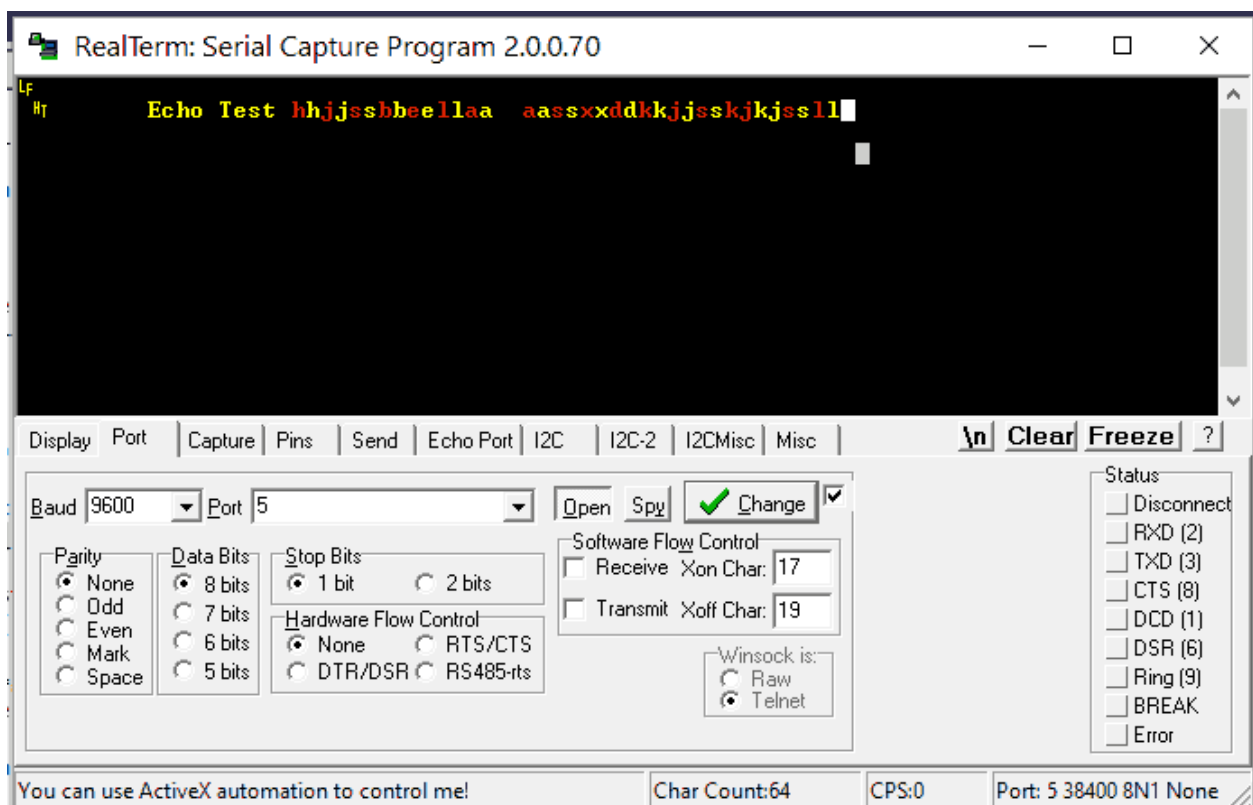 RealTerm: Serial Capture Program 2.0.0.70
LF
HT Echo Test hhjjssbbeellaa aassxxddkkjjsskjkjssll
Display Port Capture Pins Send Echo Port I2C I2C-2 I2CMisc Misc \n Clear Freeze ?
Status
Baud 9600 Port 5 Open Spy Change
Disconnect
RXD (2)
TXD (3)
CTS (8)
DCD (1)
DSR (6)
Ring (9)
BREAK
Error
Parity
None
Odd
Even
Mark
Space
Data Bits
8 bits
7 bits
6 bits
5 bits
Stop Bits
1 bit 2 bits
Hardware Flow Control
None RTS/CTS
DTR/DSR RS485-rts
Software Flow Control
Receive Xon Char: 17
Transmit Xoff Char: 19
Winsock is:
Raw
Telnet
You can use ActiveX automation to control me! Char Count:64 CPS:0 Port: 5 38400 8N1 None